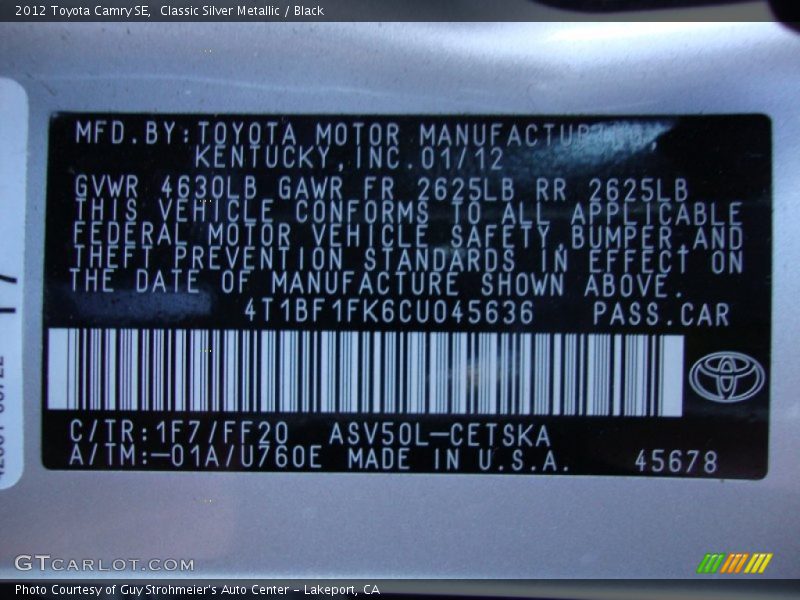 2012 Toyota Camry SE, Classic Silver Metallic / Black
MFD.BY:TOYOTA MOTOR MANUFACTURING,
KENTUCKY,INC.01/12
GVWR 4630LB GAWR FR 2625LB RR 2625LB
THIS VEHICLE CONFORMS TO ALL APPLICABLE
FEDERAL MOTOR VEHICLE SAFETY,BUMPER,AND
THEFT PREVENTION STANDARDS IN EFFECT ON
THE DATE OF MANUFACTURE SHOWN ABOVE.
4T1BF1FK6CU045636 PASS.CAR
C/TR:1F7/FF20 ASV50L-CETSKA
A/TM:-01A/U760E MADE IN U.S.A. 45678
GTCARLOT.COM
Photo Courtesy of Guy Strohmeier's Auto Center - Lakeport, CA